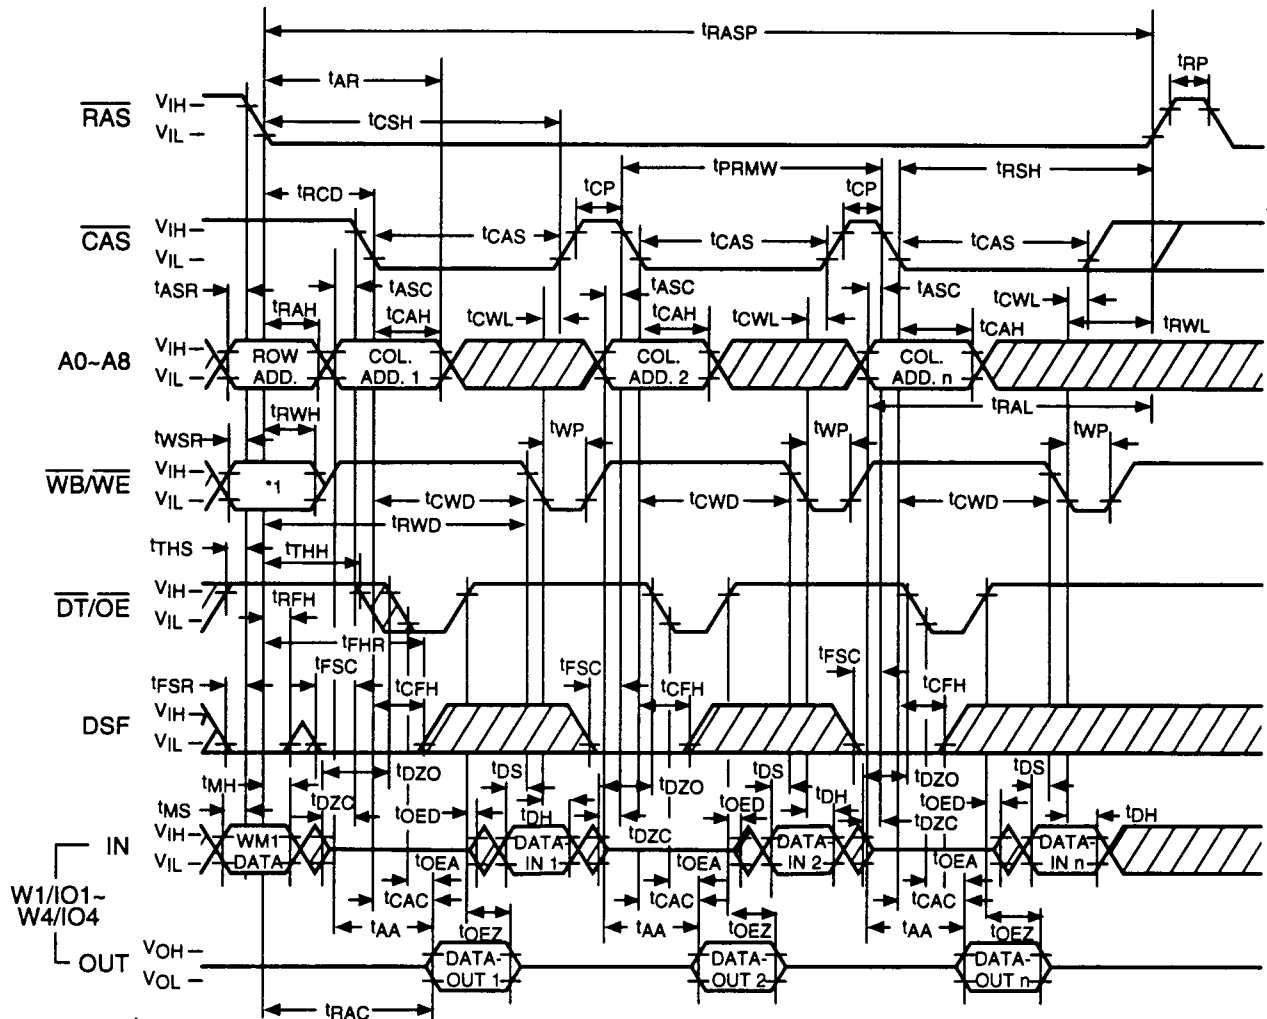 tRASP
tRP
tAR
RAS VIH
VIL
tCSH
tPRMW
tRSH
tRCD
tCP
tCP
CAS VIH
VIL
tCAS
tCAS
tCAS
tASR
tASC
tASC
tASC
tCWL
tRAH
tCAH
tCWL
tCAH
tCWL
tCAH
tRWL
A0~A8 VIH
VIL
ROW ADD.
COL. ADD. 1
COL. ADD. 2
COL. ADD. n
tRAL
tRWH
tWSR
tWP
tWP
tWP
WB/WE VIH
VIL
*1
tCWD
tCWD
tCWD
tRWD
tTHS
tTHH
DT/OE VIH
VIL
tRFH
tFHR
tFSC
tFSC
tFSC
tFSR
tCFH
tCFH
tCFH
DSF VIH
VIL
tMH
tDZO
tDS
tDZO
tDS
tDZO
tDS
tMS
tDZC
tOED
tDH
tDZC
tOED
tDH
tDZC
tOED
tDH
IN VIH
VIL
WM1 DATA
DATA-IN 1
DATA-IN 2
DATA-IN n
W1/IO1~
W4/IO4
tOEA
tOEA
tOEA
tCAC
tCAC
tCAC
tAA
tOEZ
tAA
tOEZ
tAA
tOEZ
OUT VOH
VOL
DATA-OUT 1
DATA-OUT 2
DATA-OUT n
tRAC